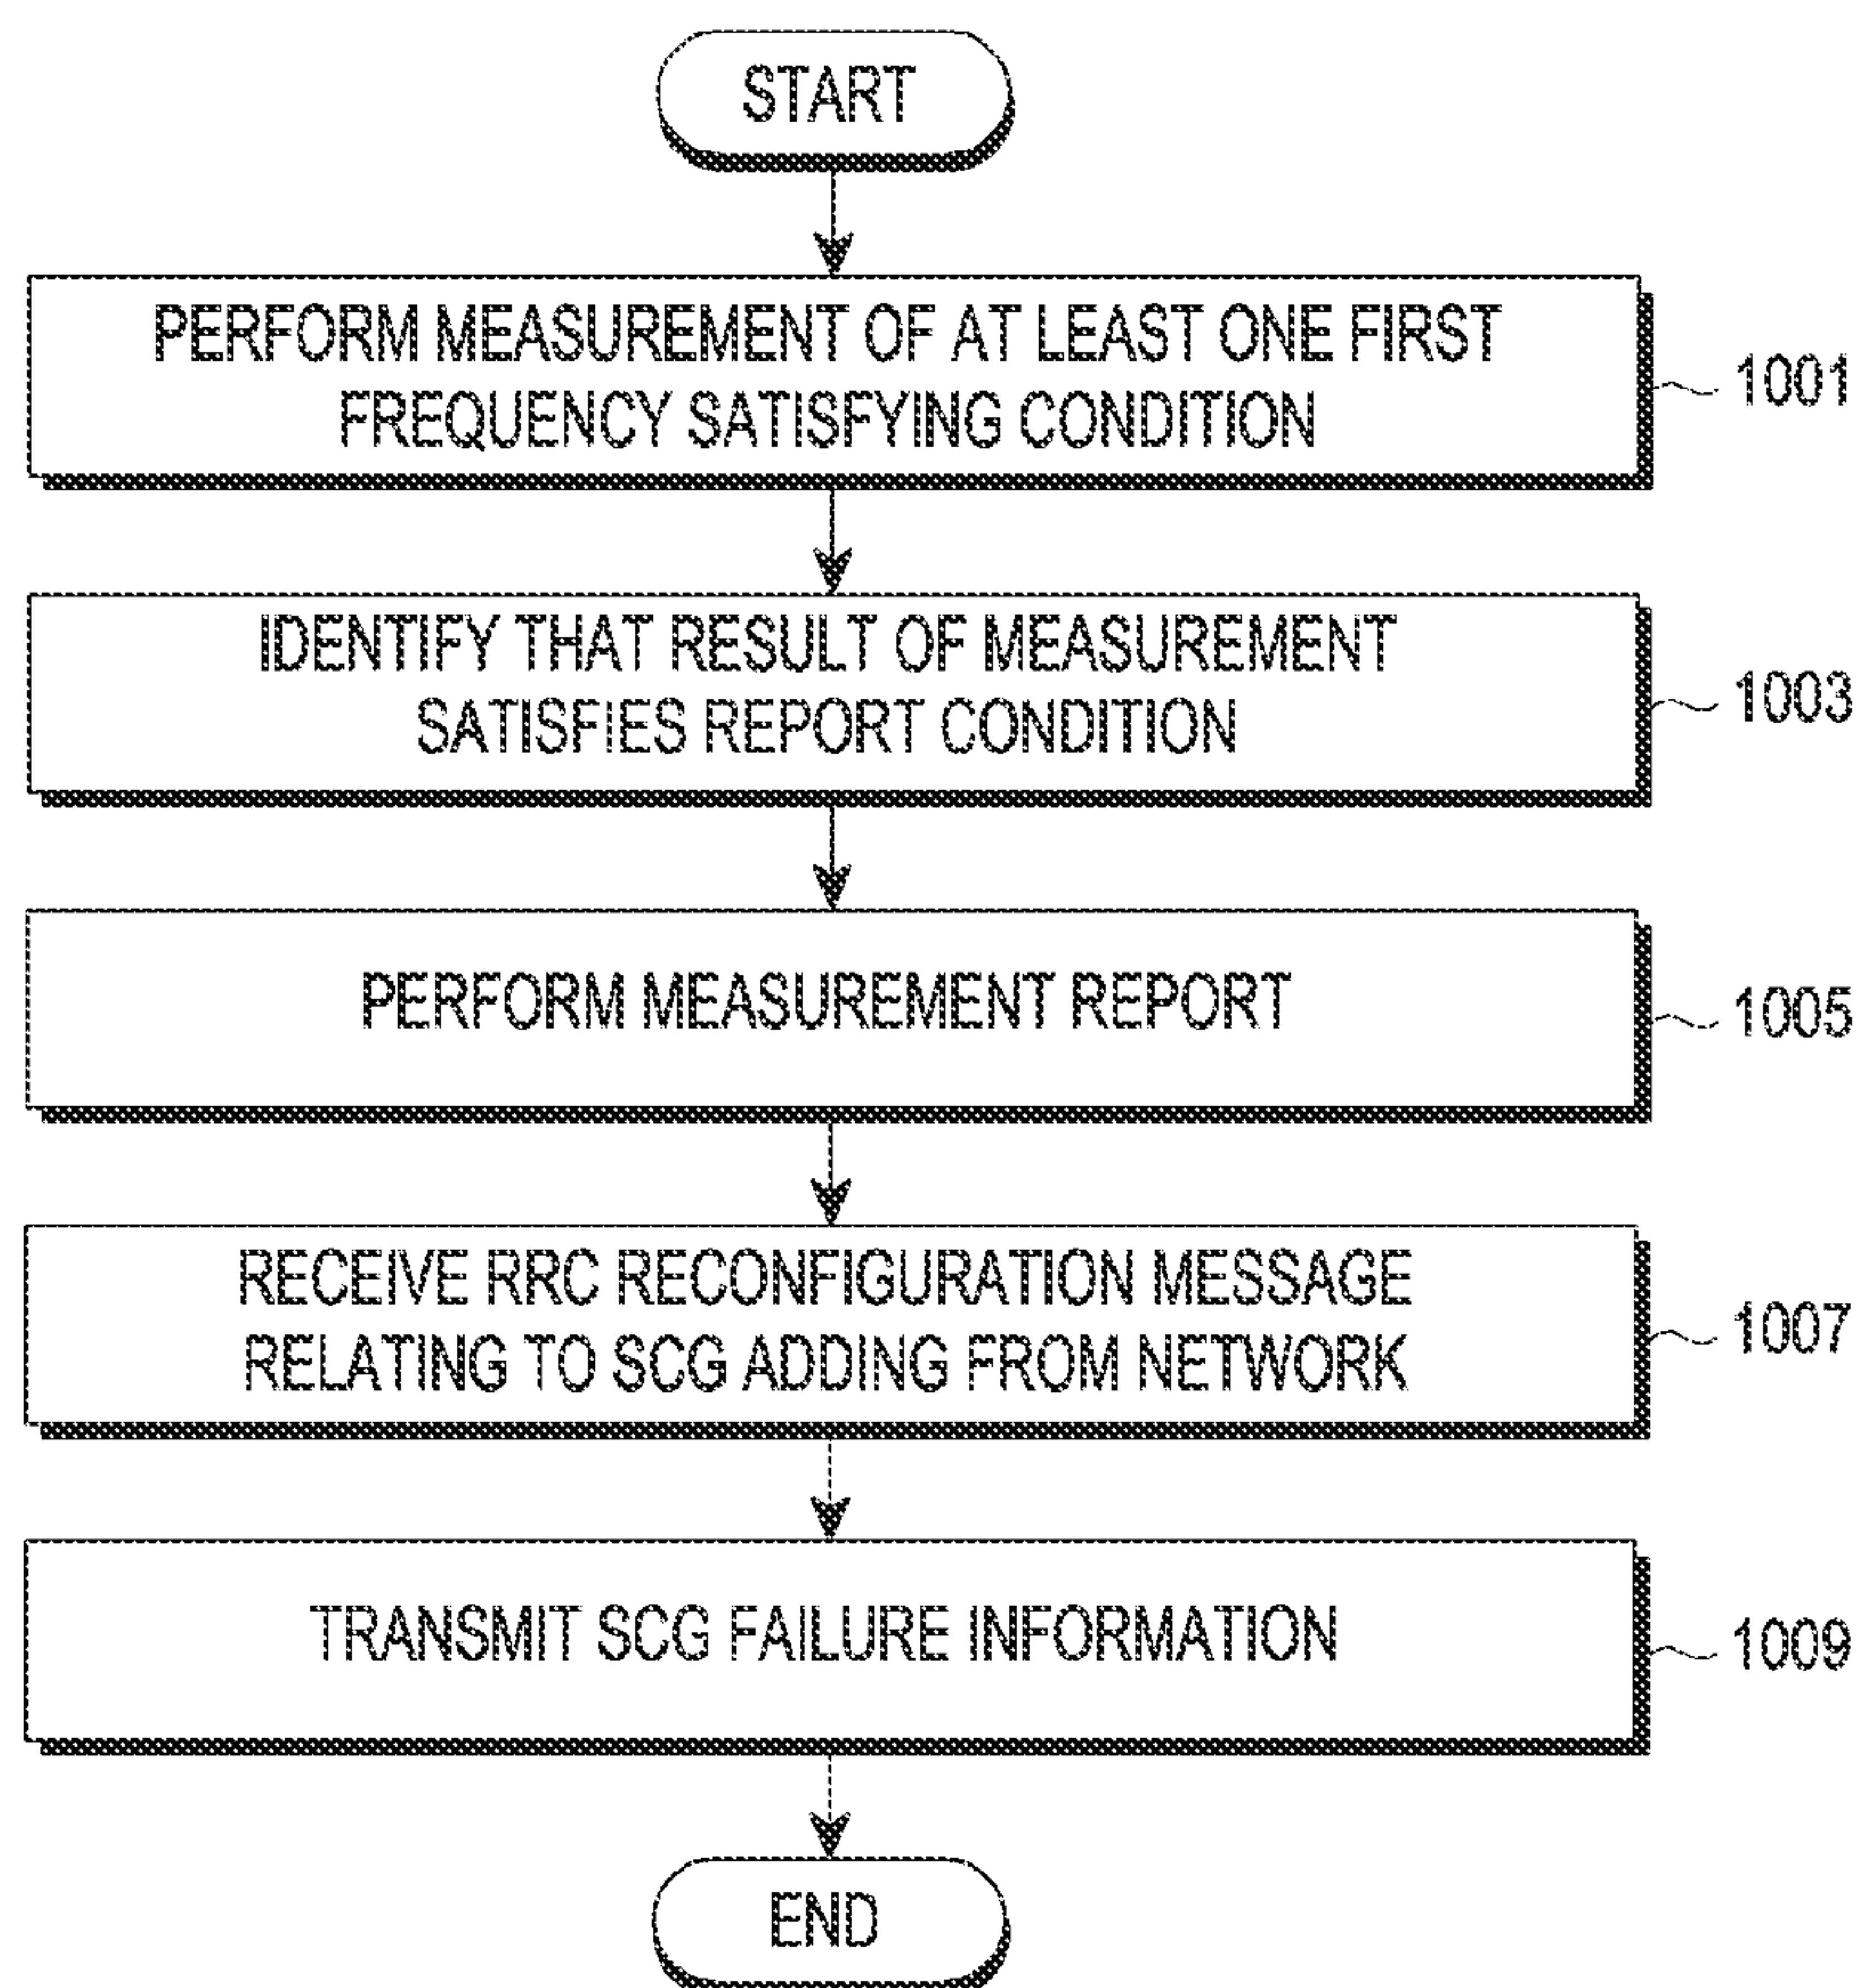 START
PERFORM MEASUREMENT OF AT LEAST ONE FIRST
FREQUENCY SATISFYING CONDITION
1001
IDENTIFY THAT RESULT OF MEASUREMENT
SATISFIES REPORT CONDITION
1003
PERFORM MEASUREMENT REPORT
1005
RECEIVE RRC RECONFIGURATION MESSAGE
RELATING TO SCG ADDING FROM NETWORK
1007
TRANSMIT SCG FAILURE INFORMATION
1009
END